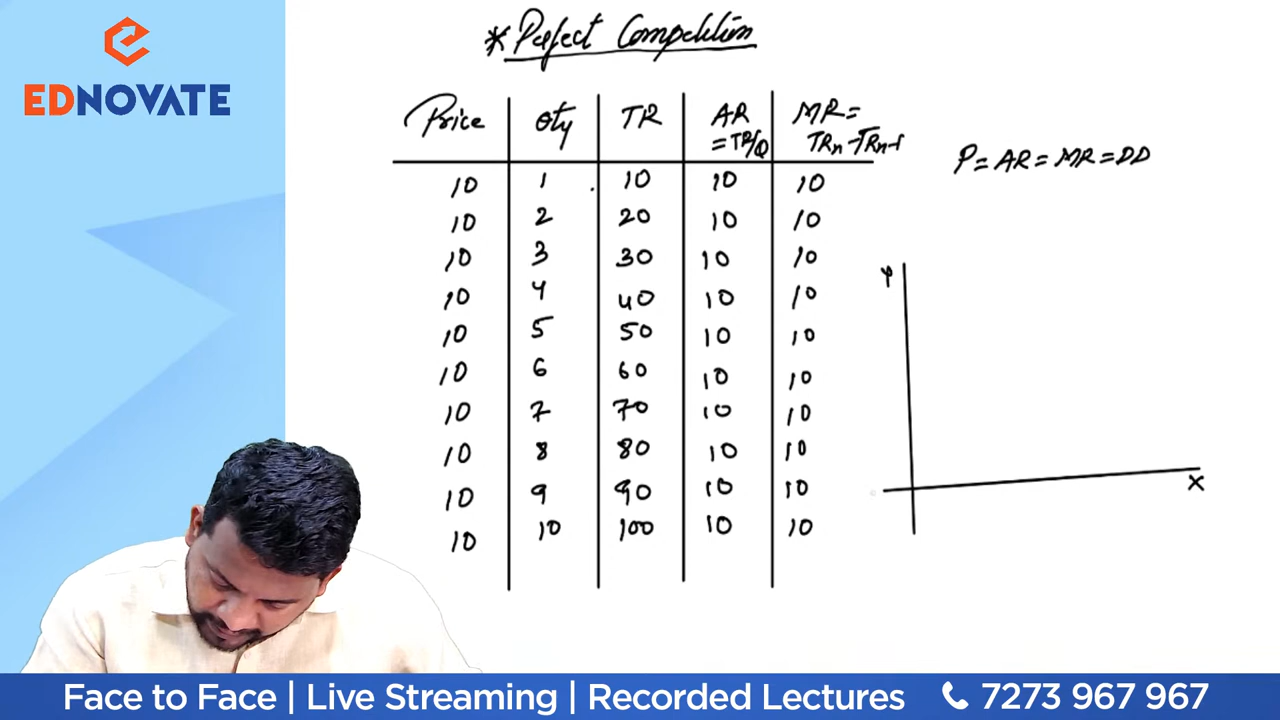 EDNOVATE
* Perfect Competition
Price Qty TR AR = TR/Q MR = TRn - TRn-1
10 1 10 10 10
10 2 20 10 10
10 3 30 10 10
10 4 40 10 10
10 5 50 10 10
10 6 60 10 10
10 7 70 10 10
10 8 80 10 10
10 9 90 10 10
10 10 100 10 10
P = AR = MR = DD
Y
X
Face to Face | Live Streaming | Recorded Lectures 7273 967 967